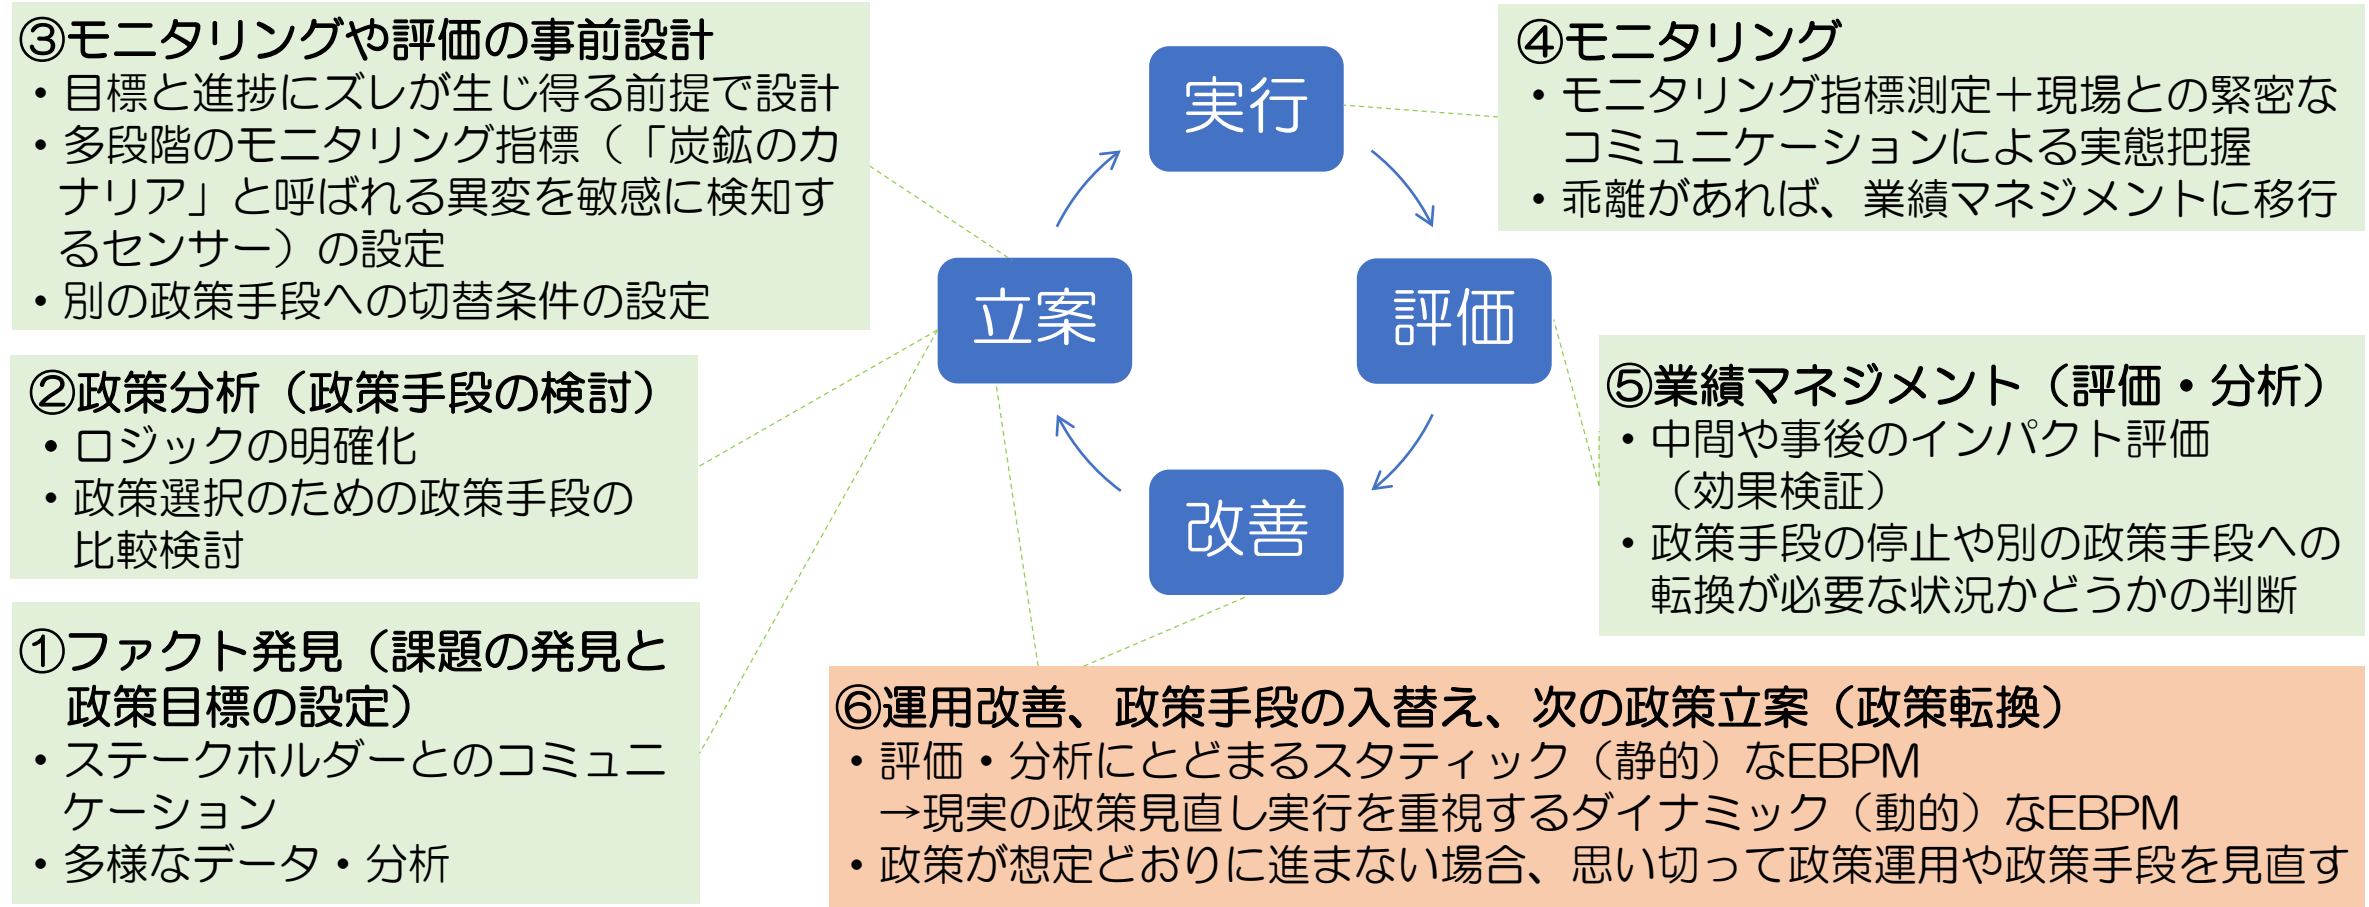 ③モニタリングや評価の事前設計
・目標と進捗にズレが生じ得る前提で設計
・多段階のモニタリング指標（「炭鉱のカ
ナリア」と呼ばれる異変を敏感に検知す
るセンサー）の設定
・別の政策手段への切替条件の設定
②政策分析（政策手段の検討）
・ロジックの明確化
・政策選択のための政策手段の
比較検討
①ファクト発見（課題の発見と
政策目標の設定）
・ステークホルダーとのコミュニ
ケーション
・多様なデータ・分析
実行
立案
評価
改善
④モニタリング
・モニタリング指標測定＋現場との緊密な
コミュニケーションによる実態把握
・乖離があれば、業績マネジメントに移行
⑤業績マネジメント（評価・分析）
・中間や事後のインパクト評価
（効果検証）
・政策手段の停止や別の政策手段への
転換が必要な状況かどうかの判断
⑥運用改善、政策手段の入替え、次の政策立案（政策転換）
・評価・分析にとどまるスタティック（静的）なEBPM
→現実の政策見直し実行を重視するダイナミック（動的）なEBPM
・政策が想定どおりに進まない場合、思い切って政策運用や政策手段を見直す